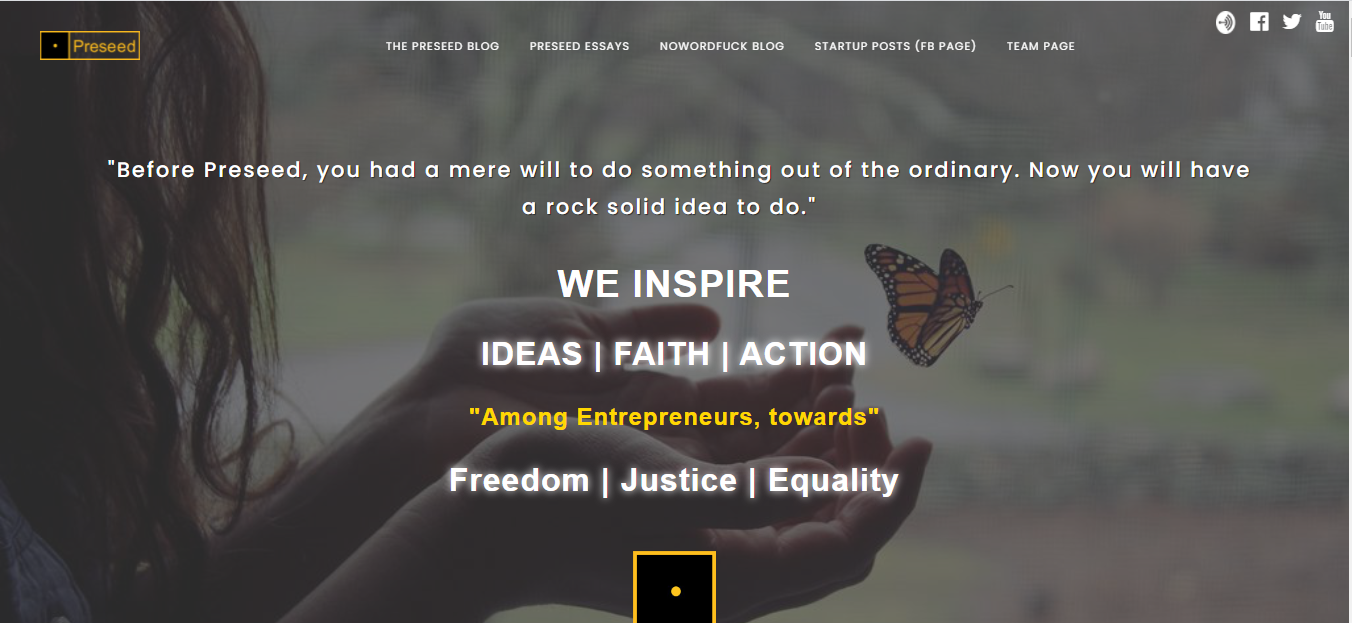 Preseed
THE PRESEED BLOG
PRESEED ESSAYS
NOWORDFUCK BLOG
STARTUP POSTS (FB PAGE)
TEAM PAGE
You
Tube
"Before Preseed, you had a mere will to do something out of the ordinary. Now you will have
a rock solid idea to do."
WE INSPIRE
IDEAS | FAITH | ACTION
"Among Entrepreneurs, towards"
Freedom | Justice | Equality